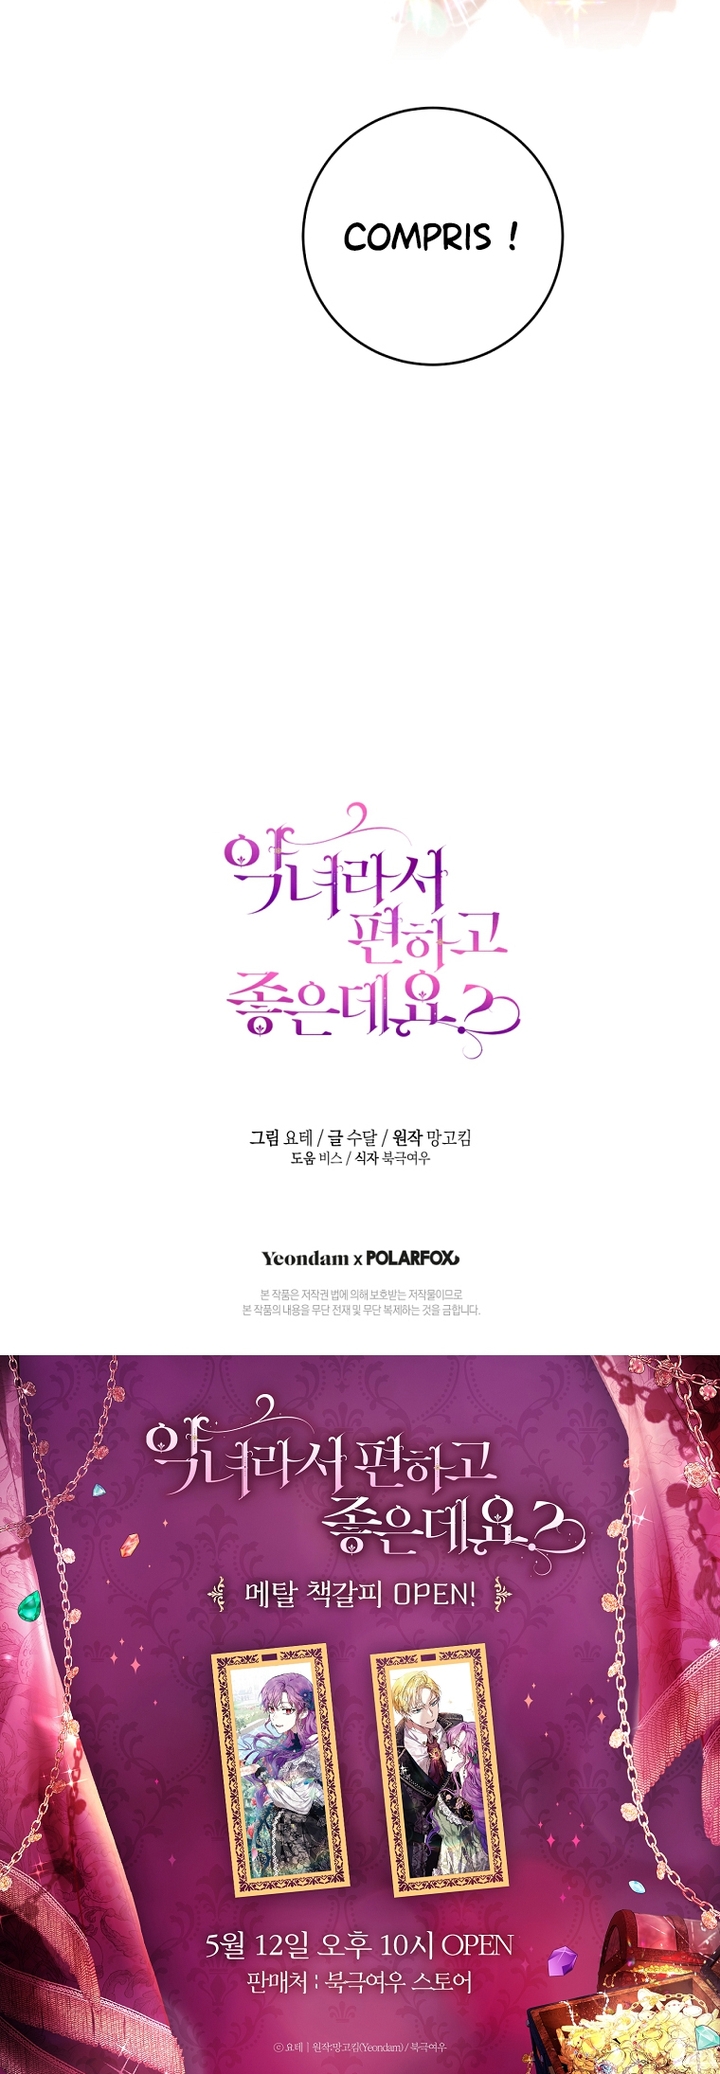 COMPRIS !
악녀라서
편하고
좋은데요?
그림 요테 / 글 수달 / 원작 망고킴
도움 비스 / 식자 북극여우
Yeondam x POLARFOX
본 작품은 저작권 법에 의해 보호받는 저작물이므로
본 작품의 내용을 무단 전재 및 무단 복제하는 것을 금합니다.
악녀라서 편하고
좋은데요?
메탈 책갈피 OPEN!
5월 12일 오후 10시 OPEN
판매처 : 북극여우 스토어
ⓒ 요테 | 원작:망고킴(Yeondam) / 북극여우